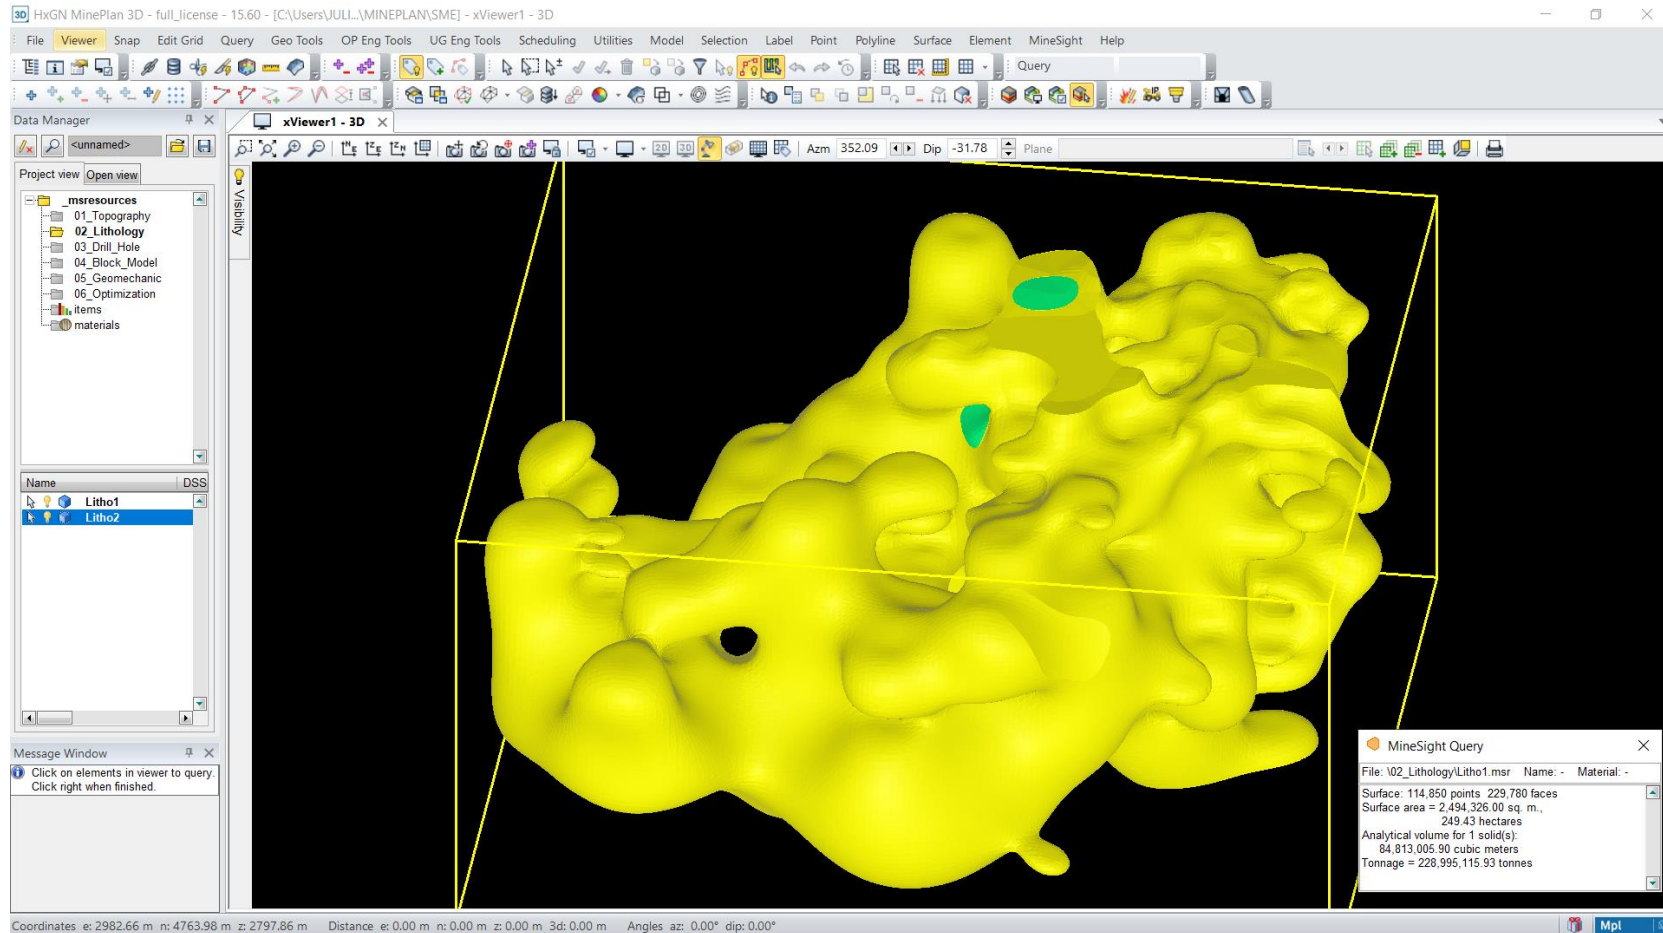 3D HxGN MinePlan 3D - full_license - 15.60 - [C:\Users\JULI...\MINEPLAN\SME] - xViewer1 - 3D
File Viewer Snap Edit Grid Query Geo Tools OP Eng Tools UG Eng Tools Scheduling Utilities Model Selection Label Point Polyline Surface Element MineSight Help
Query
Data Manager
xViewer1 - 3D
<unnamed>
2D 3D Azm 352.09 Dip -31.78 Plane
Project view Open view
Visibility
_msresources
01_Topography
02_Lithology
03_Drill_Hole
04_Block_Model
05_Geomechanic
06_Optimization
items
materials
Name DSS
Litho1
Litho2
Message Window
Click on elements in viewer to query.
Click right when finished.
MineSight Query
File: \02_Lithology\Litho1.msr Name: - Material: -
Surface: 114,850 points 229,780 faces
Surface area = 2,494,326.00 sq. m.,
249.43 hectares
Analytical volume for 1 solid(s):
84,813,005.90 cubic meters
Tonnage = 228,995,115.93 tonnes
Coordinates e: 2982.66 m n: 4763.98 m z: 2797.86 m Distance e: 0.00 m n: 0.00 m z: 0.00 m 3d: 0.00 m Angles az: 0.00° dip: 0.00°
Mpl